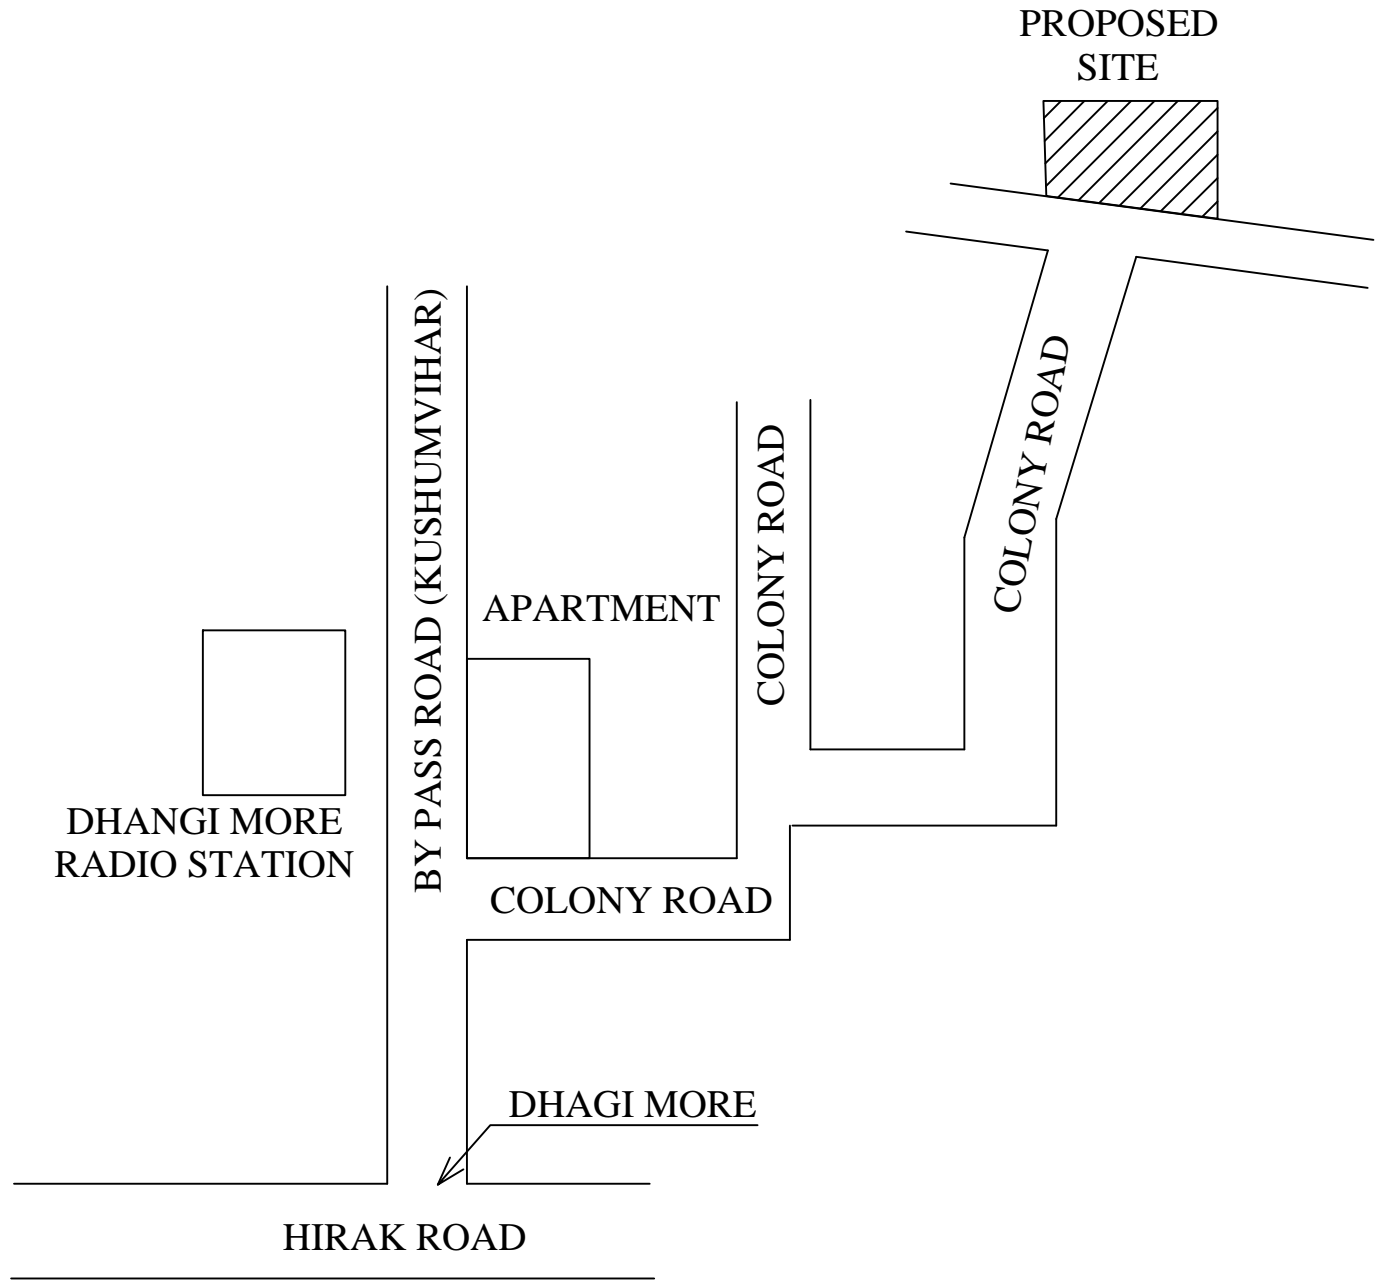 PROPOSED
SITE
BY PASS ROAD (KUSHUMVIHAR)
COLONY ROAD
COLONY ROAD
APARTMENT
DHANGI MORE
RADIO STATION
COLONY ROAD
DHAGI MORE
HIRAK ROAD